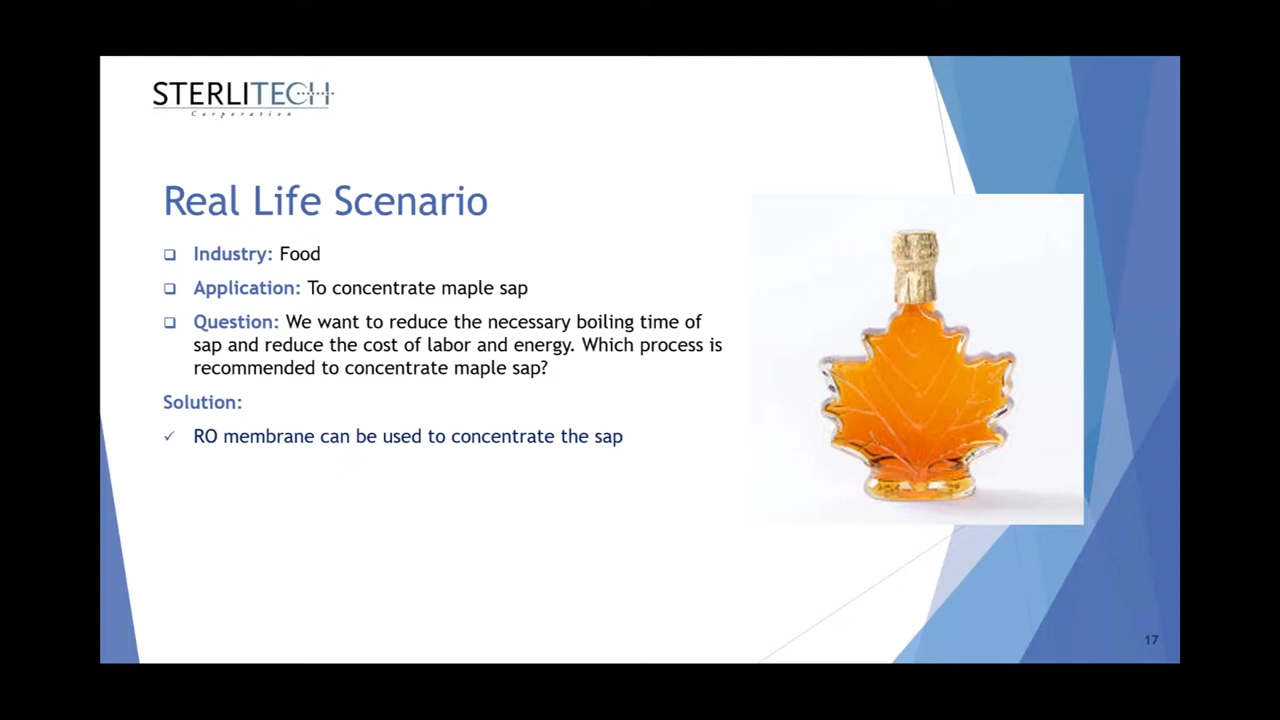 STERLITECH
Corporation
Real Life Scenario
Industry: Food
Application: To concentrate maple sap
Question: We want to reduce the necessary boiling time of
sap and reduce the cost of labor and energy. Which process is
recommended to concentrate maple sap?
Solution:
✓ RO membrane can be used to concentrate the sap
17